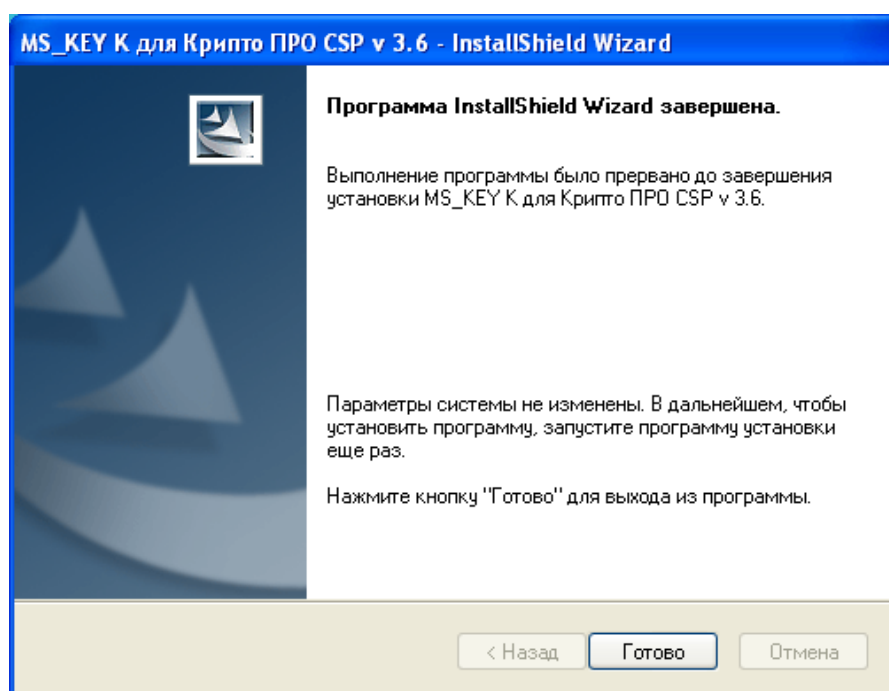 MS_KEY K для Крипто ПРО CSP v 3.6 - InstallShield Wizard
Программа InstallShield Wizard завершена.
Выполнение программы было прервано до завершения
установки MS_KEY K для Крипто ПРО CSP v 3.6.
Параметры системы не изменены. В дальнейшем, чтобы
установить программу, запустите программу установки
еще раз.
Нажмите кнопку "Готово" для выхода из программы.
< Назад
Готово
Отмена